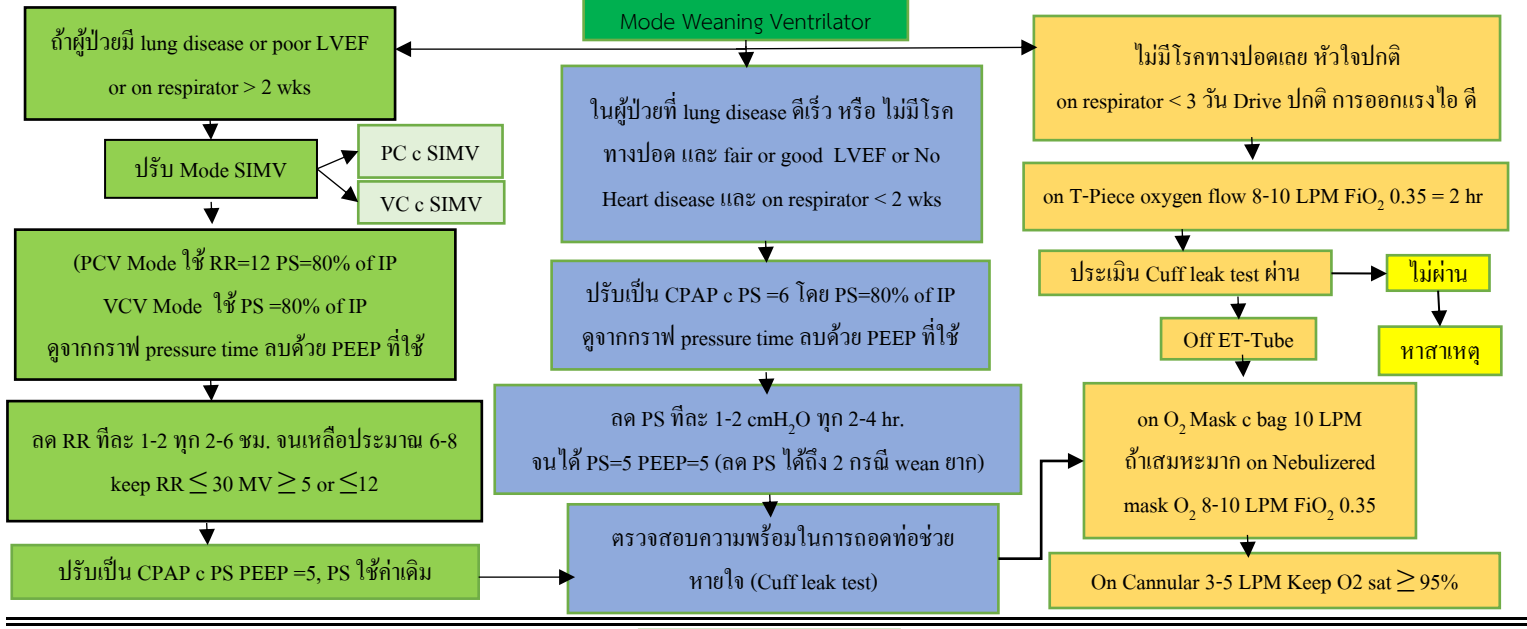 Mode Weaning Ventrilator
ถ้าผู้ป่วยมี lung disease or poor LVEF
or on respirator > 2 wks
ปรับ Mode SIMV
PC c SIMV
VC c SIMV
(PCV Mode ใช้ RR=12 PS=80% of IP
VCV Mode ใช้ PS =80% of IP
ดูจากกราฟ pressure time ลบด้วย PEEP ที่ใช้
ลด RR ทีละ 1-2 ทุก 2-6 ชม. จนเหลือประมาณ 6-8
keep RR ≤ 30 MV ≥ 5 or ≤12
ปรับเป็น CPAP c PS PEEP =5, PS ใช้ค่าเดิม
ในผู้ป่วยที่ lung disease ดีเร็ว หรือ ไม่มีโรค
ทางปอด และ fair or good LVEF or No
Heart disease และ on respirator < 2 wks
ปรับเป็น CPAP c PS =6 โดย PS=80% of IP
ดูจากกราฟ pressure time ลบด้วย PEEP ที่ใช้
ลด PS ทีละ 1-2 cmH₂O ทุก 2-4 hr.
จนได้ PS=5 PEEP=5 (ลด PS ได้ถึง 2 กรณี wean ยาก)
ตรวจสอบความพร้อมในการถอดท่อช่วย
หายใจ (Cuff leak test)
ไม่มีโรคทางปอดเลย หัวใจปกติ
on respirator < 3 วัน Drive ปกติ การออกแรงไอ ดี
on T-Piece oxygen flow 8-10 LPM FiO₂ 0.35 = 2 hr
ประเมิน Cuff leak test ผ่าน
ไม่ผ่าน
หาสาเหตุ
Off ET-Tube
on O₂ Mask c bag 10 LPM
ถ้าเสมหะมาก on Nebulizered
mask O₂ 8-10 LPM FiO₂ 0.35
On Cannular 3-5 LPM Keep O2 sat ≥ 95%